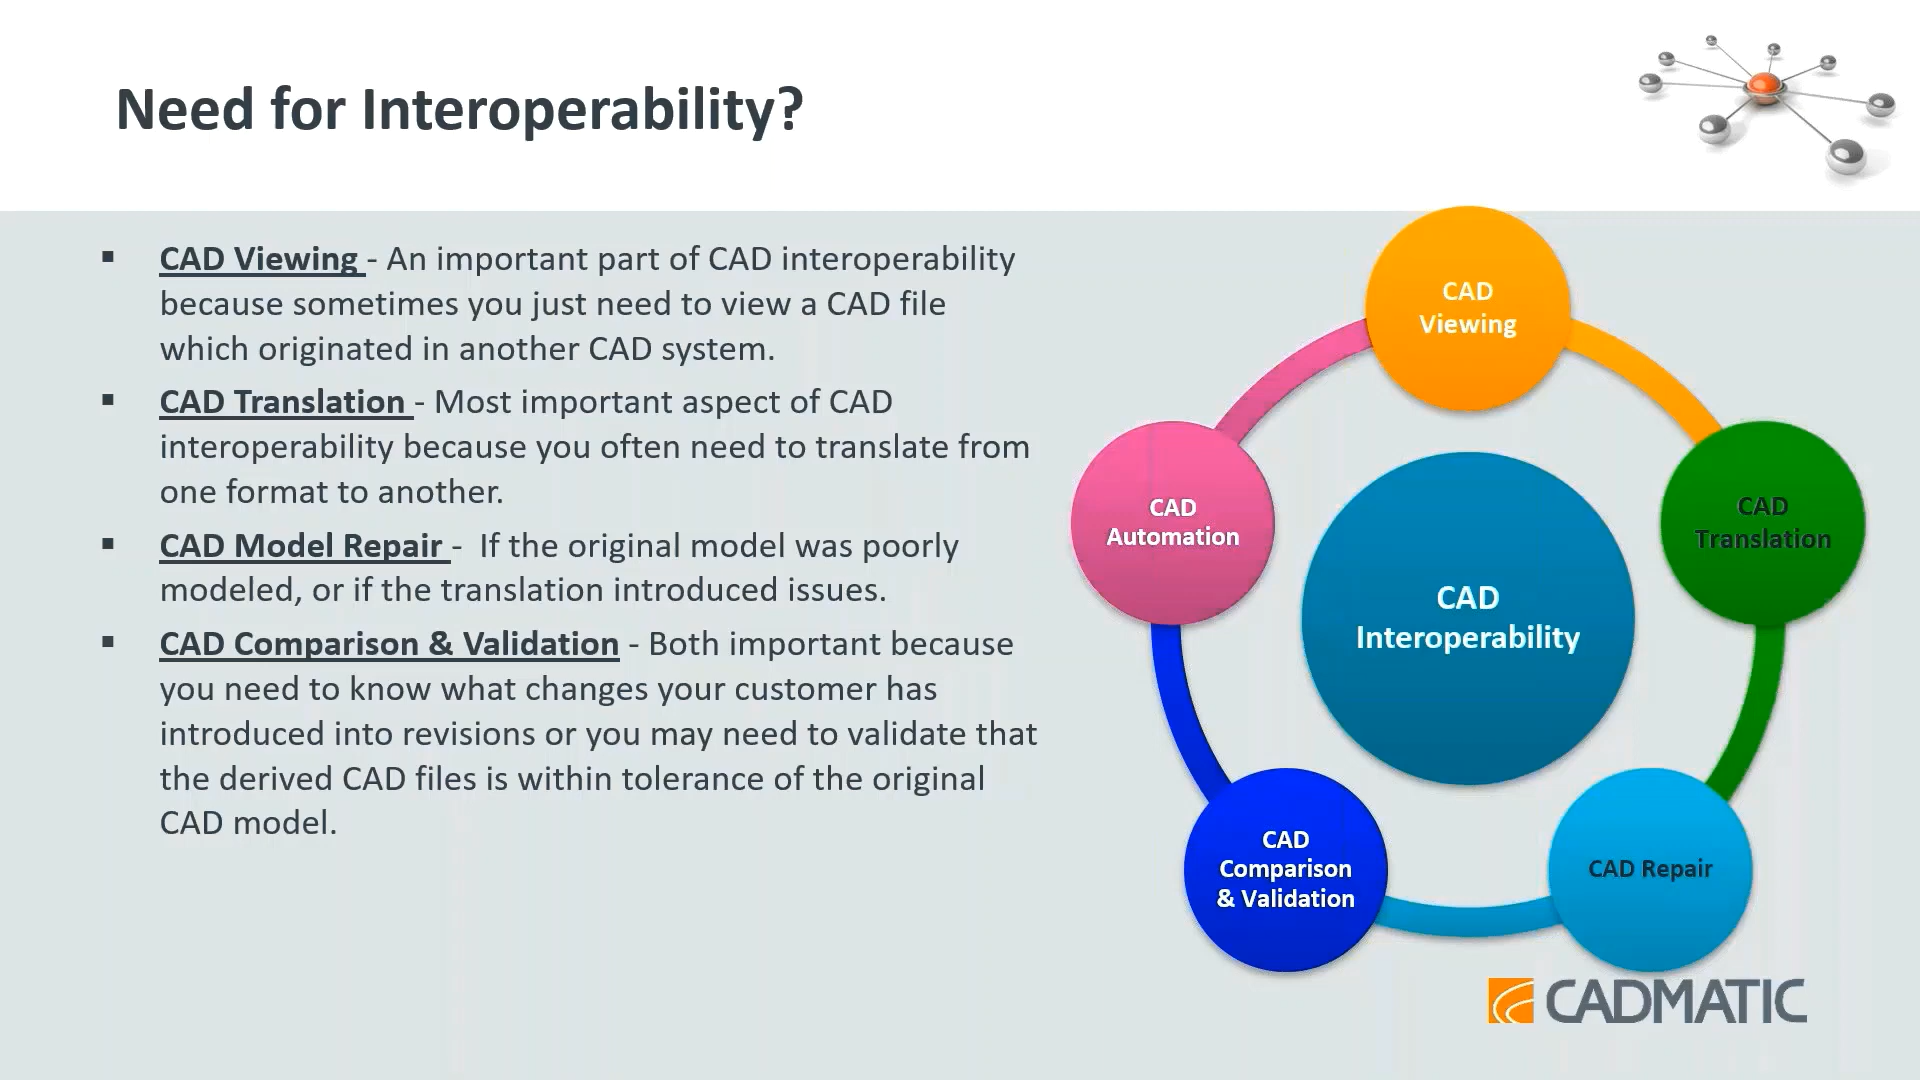 Need for Interoperability?
▪ CAD Viewing - An important part of CAD interoperability
because sometimes you just need to view a CAD file
which originated in another CAD system.
▪ CAD Translation - Most important aspect of CAD
interoperability because you often need to translate from
one format to another.
▪ CAD Model Repair - If the original model was poorly
modeled, or if the translation introduced issues.
▪ CAD Comparison & Validation - Both important because
you need to know what changes your customer has
introduced into revisions or you may need to validate that
the derived CAD files is within tolerance of the original
CAD model.
CAD
Viewing
CAD
Translation
CAD Repair
CAD
Comparison
& Validation
CAD
Automation
CAD
Interoperability
CADMATIC